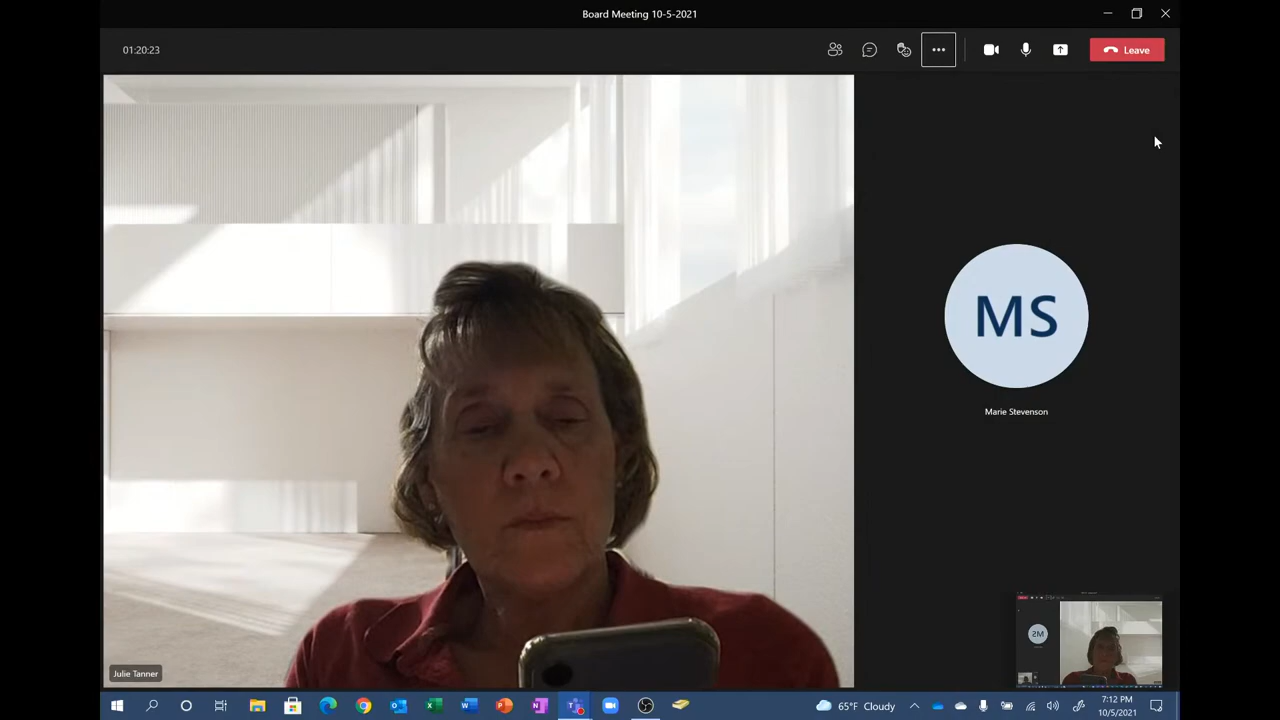 Board Meeting 10-5-2021
01:20:23
Leave
MS
Marie Stevenson
Julie Tanner
65°F Cloudy
7:12 PM
10/5/2021